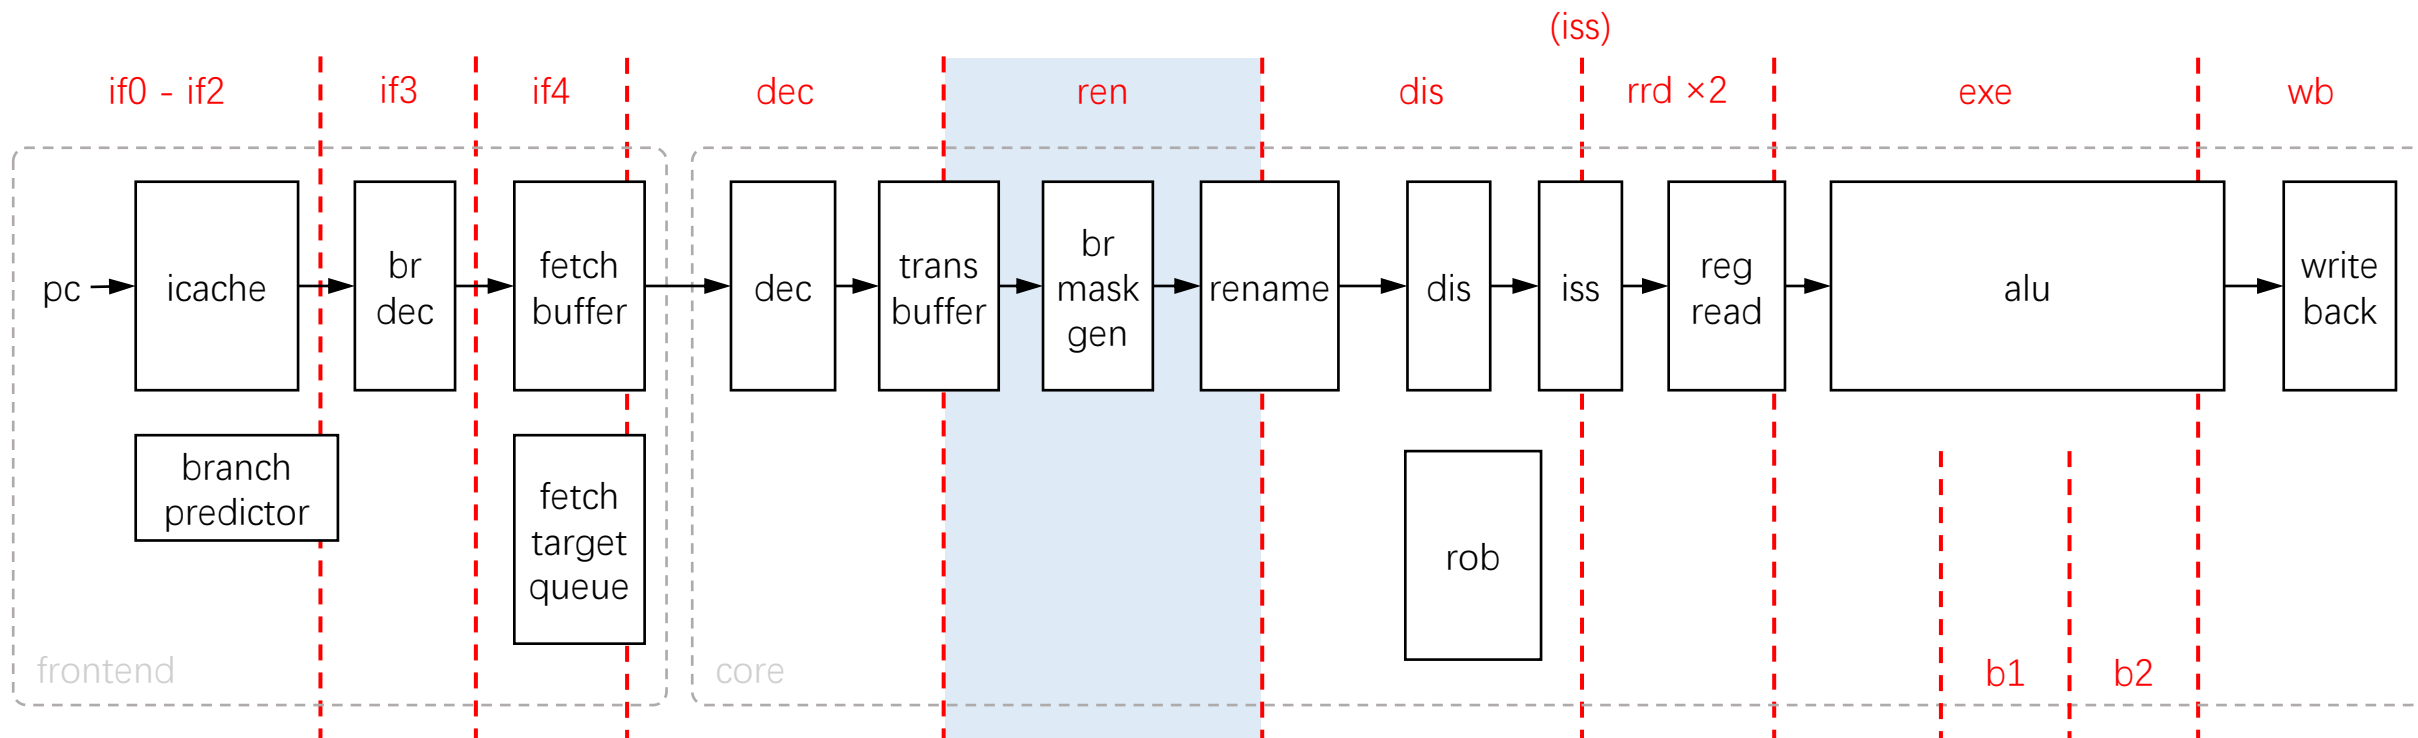 (iss)
if0 - if2
if3
if4
dec
ren
dis
rrd ×2
exe
wb
pc
icache
br
dec
fetch
buffer
dec
trans
buffer
br
mask
gen
rename
dis
iss
reg
read
alu
write
back
branch
predictor
fetch
target
queue
rob
frontend
core
b1
b2